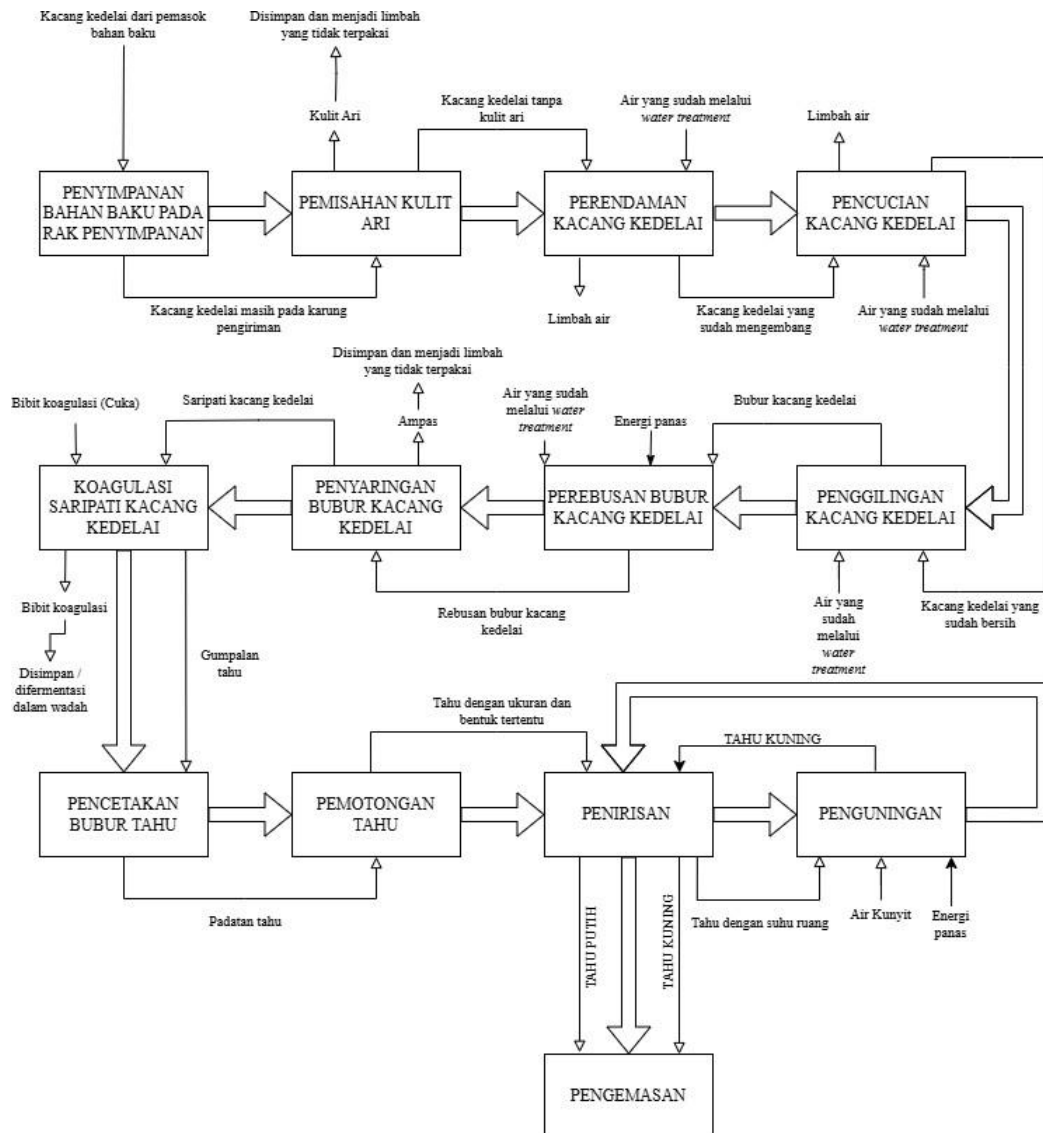 Kacang kedelai dari pemasok
bahan baku
Disimpan dan menjadi limbah
yang tidak terpakai
Kulit Ari
Kacang kedelai tanpa
kulit ari
Air yang sudah melalui
water treatment
Limbah air
PENYIMPANAN
BAHAN BAKU PADA
RAK PENYIMPANAN
PEMISAHAN KULIT
ARI
PERENDAMAN
KACANG KEDELAI
PENCUCIAN
KACANG KEDELAI
Kacang kedelai masih pada karung
pengiriman
Limbah air
Kacang kedelai yang
sudah mengembang
Air yang sudah melalui
water treatment
Bibit koagulasi (Cuka)
Saripati kacang kedelai
Disimpan dan menjadi limbah
yang tidak terpakai
Ampas
Air yang sudah
melalui water
treatment
Energi panas
Bubur kacang kedelai
KOAGULASI
SARIPATI KACANG
KEDELAI
PENYARINGAN
BUBUR KACANG
KEDELAI
PEREBUSAN BUBUR
KACANG KEDELAI
PENGGILINGAN
KACANG KEDELAI
Bibit koagulasi
Disimpan /
difermentasi
dalam wadah
Gumpalan
tahu
Rebusan bubur kacang
kedelai
Air yang
sudah
melalui
water
treatment
Kacang kedelai yang
sudah bersih
Tahu dengan ukuran dan
bentuk tertentu
TAHU KUNING
PENCETAKAN
BUBUR TAHU
PEMOTONGAN
TAHU
PENIRISAN
PENGUNINGAN
Padatan tahu
TAHU PUTIH
TAHU KUNING
Tahu dengan suhu ruang
Air Kunyit
Energi
panas
PENGEMASAN